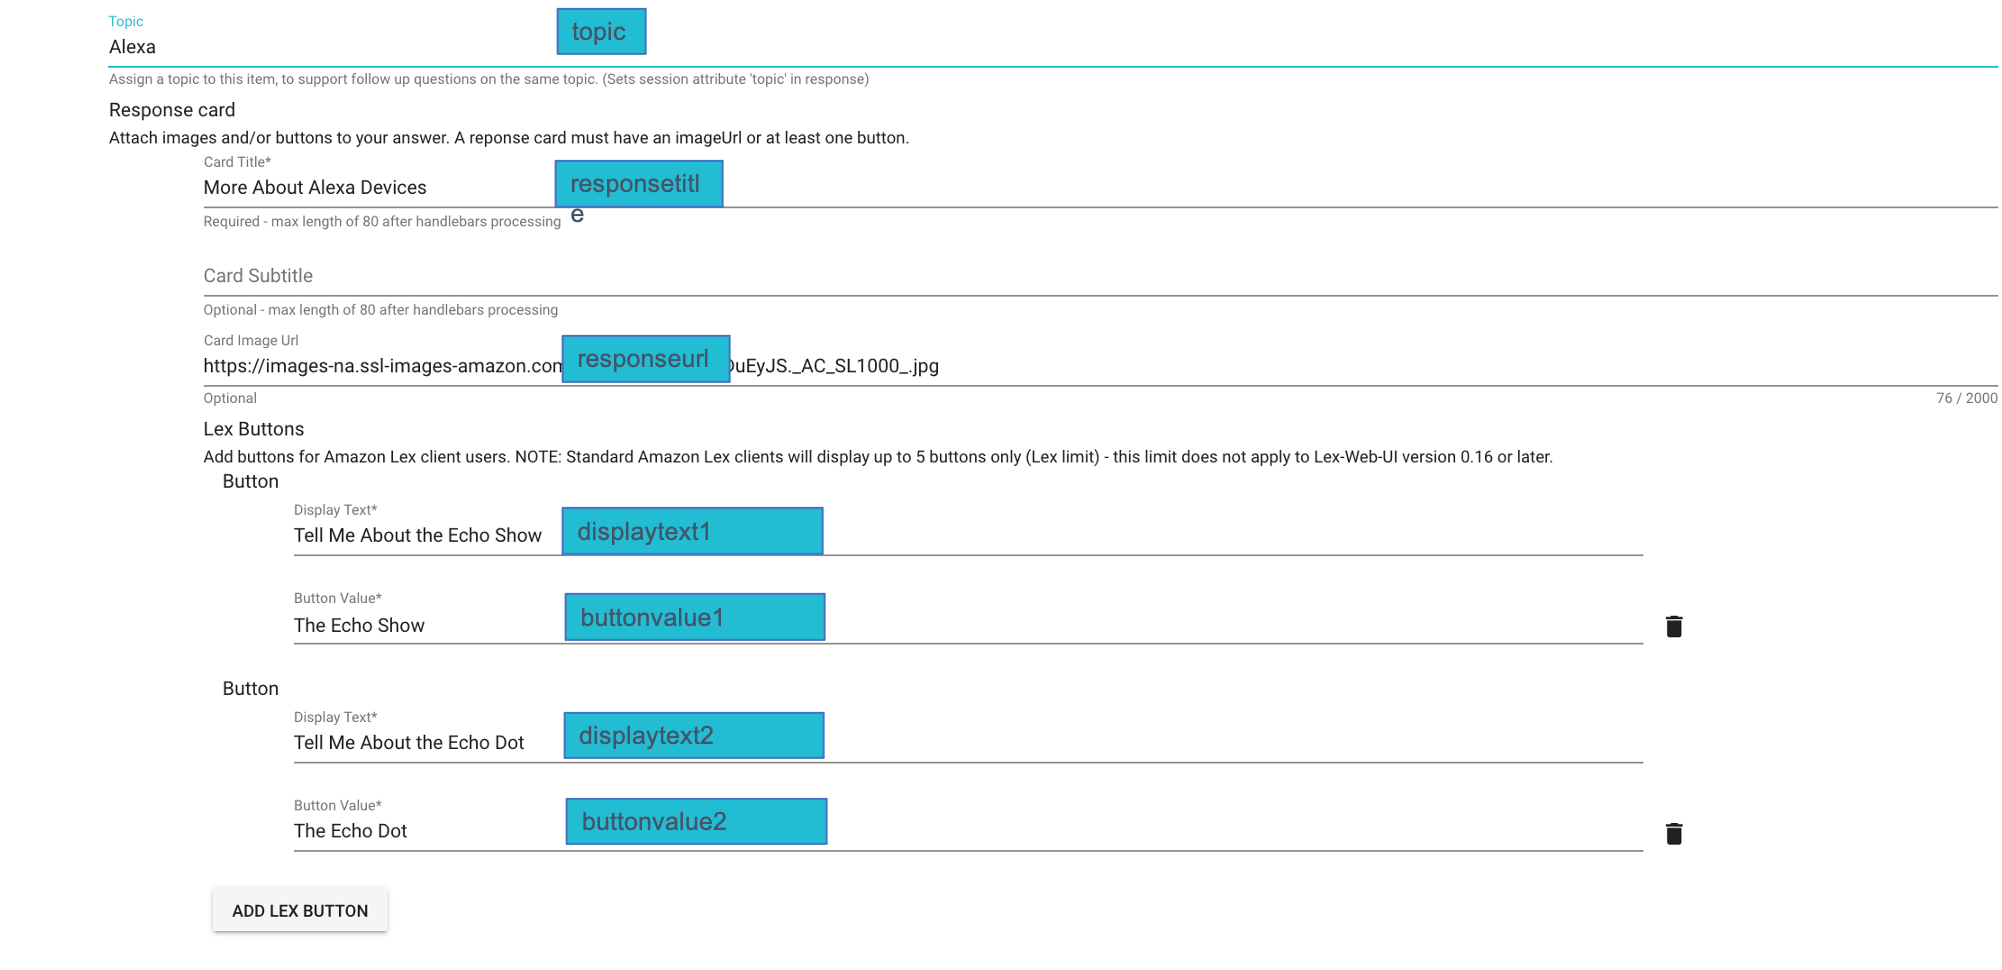 Topic
Alexa
topic
Assign a topic to this item, to support follow up questions on the same topic. (Sets session attribute 'topic' in response)
Response card
Attach images and/or buttons to your answer. A reponse card must have an imageUrl or at least one button.
Card Title*
More About Alexa Devices
responsetitl
e
Required - max length of 80 after handlebars processing
Card Subtitle
Optional - max length of 80 after handlebars processing
Card Image Url
https://images-na.ssl-images-amazon.com
responseurl
uEyJS._AC_SL1000_.jpg
Optional
76 / 2000
Lex Buttons
Add buttons for Amazon Lex client users. NOTE: Standard Amazon Lex clients will display up to 5 buttons only (Lex limit) - this limit does not apply to Lex-Web-UI version 0.16 or later.
Button
Display Text*
Tell Me About the Echo Show
displaytext1
Button Value*
The Echo Show
buttonvalue1
Button
Display Text*
Tell Me About the Echo Dot
displaytext2
Button Value*
The Echo Dot
buttonvalue2
ADD LEX BUTTON